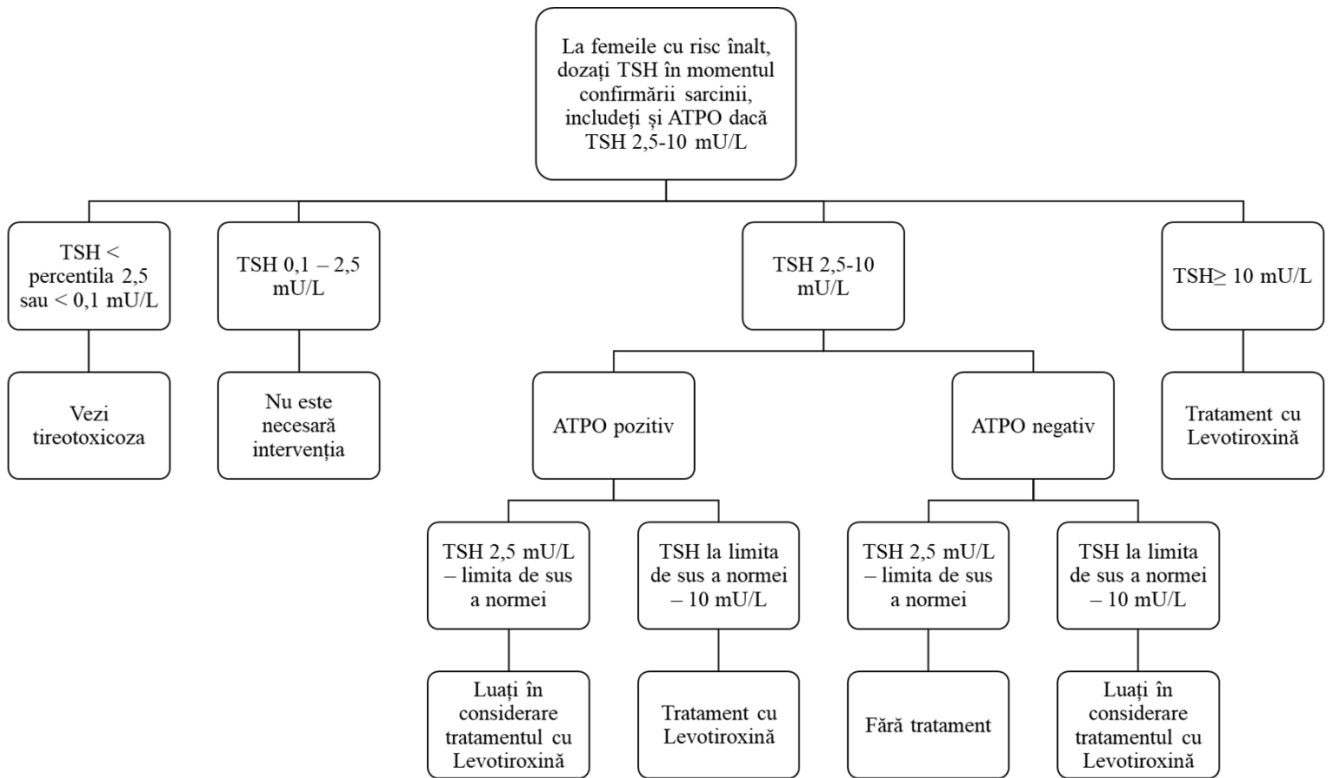 La femeile cu risc înalt,
dozați TSH în momentul
confirmării sarcinii,
includeți și ATPO dacă
TSH 2,5-10 mU/L
TSH <
percentila 2,5
sau < 0,1 mU/L
TSH 0,1 – 2,5
mU/L
TSH 2,5-10
mU/L
TSH≥ 10 mU/L
Vezi
tireotoxicoza
Nu este
necesară
intervenția
ATPO pozitiv
ATPO negativ
Tratament cu
Levotiroxină
TSH 2,5 mU/L
– limita de sus
a normei
TSH la limita
de sus a normei
– 10 mU/L
TSH 2,5 mU/L
– limita de sus
a normei
TSH la limita
de sus a normei
– 10 mU/L
Luați în
considerare
tratamentul cu
Levotiroxină
Tratament cu
Levotiroxină
Fără tratament
Luați în
considerare
tratamentul cu
Levotiroxină